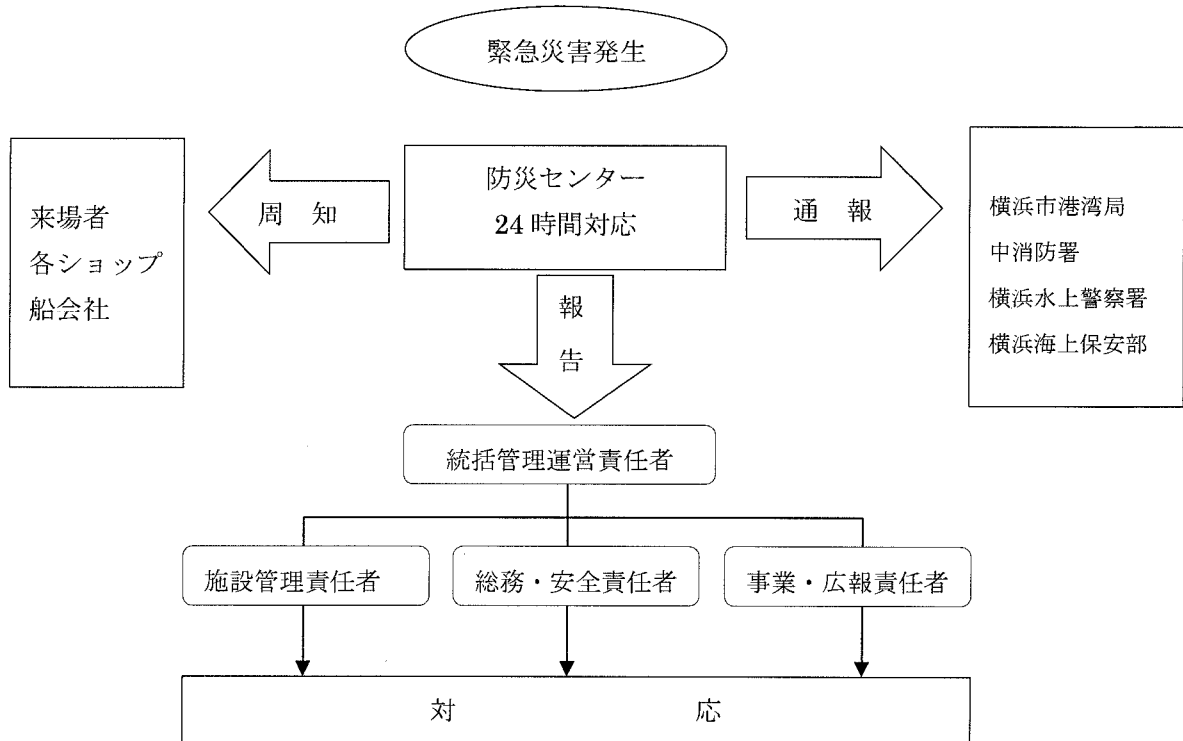 緊急災害発生
防災センター
24時間対応
周 知
通 報
来場者
各ショップ
船会社
横浜市港湾局
中消防署
横浜水上警察署
横浜海上保安部
報
告
統括管理運営責任者
施設管理責任者
総務・安全責任者
事業・広報責任者
対 応